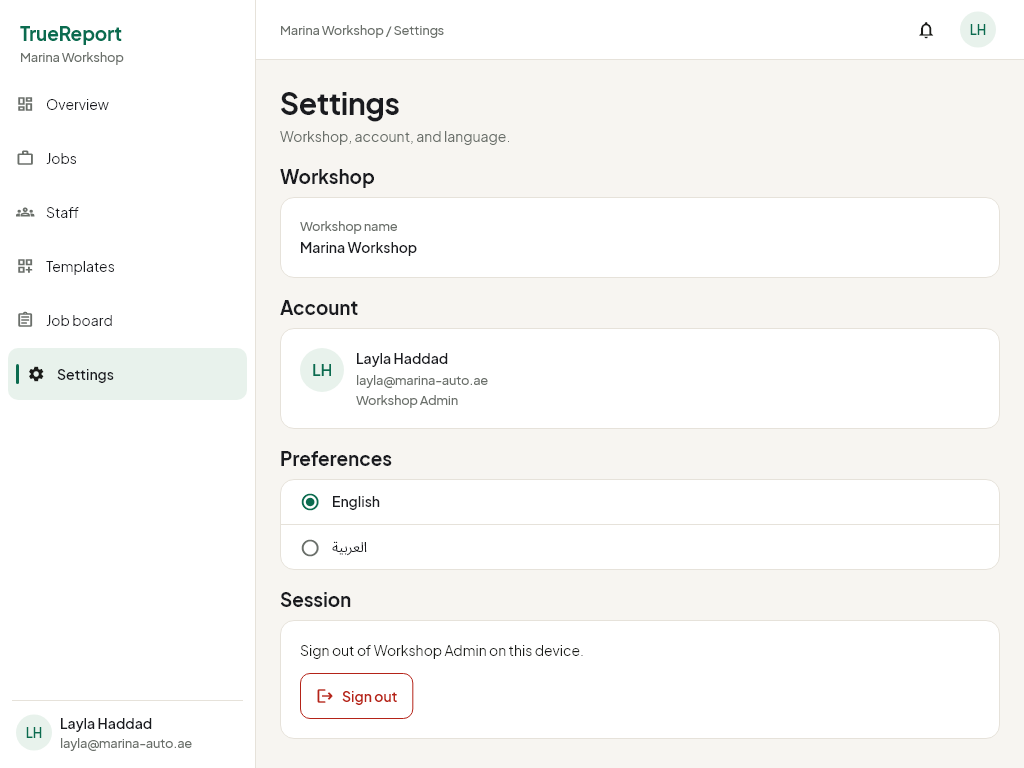 TrueReport
Marina Workshop
Overview
Jobs
Staff
Templates
Job board
Settings
LH
Layla Haddad
layla@marina-auto.ae
Marina Workshop / Settings
LH
Settings
Workshop, account, and language.
Workshop
Workshop name
Marina Workshop
Account
LH
Layla Haddad
layla@marina-auto.ae
Workshop Admin
Preferences
English
العربية
Session
Sign out of Workshop Admin on this device.
Sign out